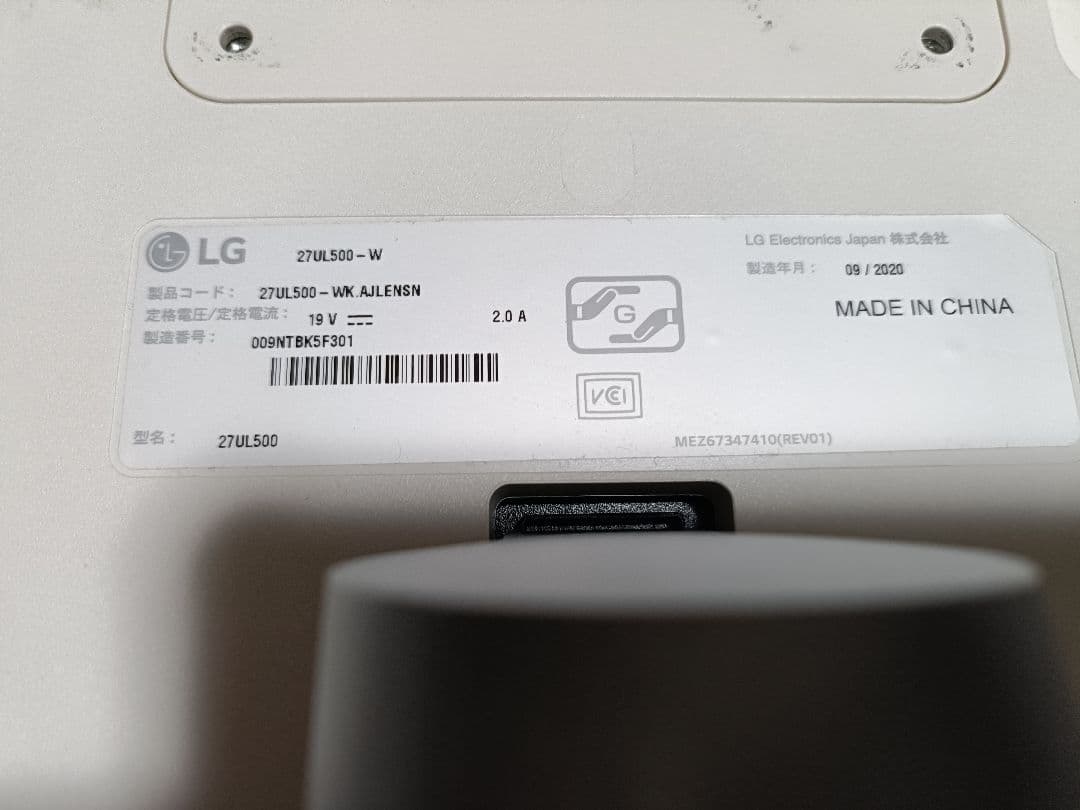 LG 27UL500-W
製品コード： 27UL500-WK.AJLENSN
定格電圧/定格電流： 19 V 2.0 A
製造番号： 009NTBK5F301
型名： 27UL500
G
VCI
LG Electronics Japan 株式会社
製造年月： 09 / 2020
MADE IN CHINA
MEZ67347410(REV01)